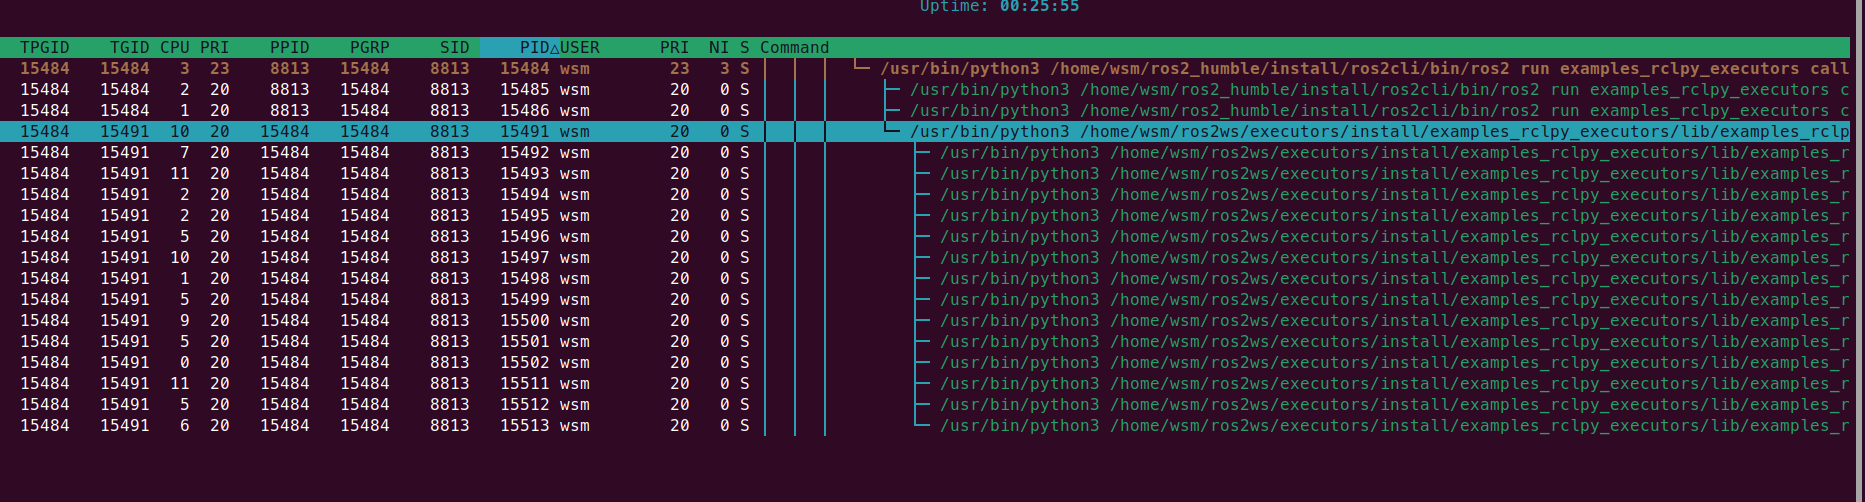 Uptime: 00:25:55
TPGID TGID CPU PRI PPID PGRP SID PID△USER PRI NI S Command
15484 15484 3 23 8813 15484 8813 15484 wsm 23 3 S /usr/bin/python3 /home/wsm/ros2_humble/install/ros2cli/bin/ros2 run examples_rclpy_executors call
15484 15484 2 20 8813 15484 8813 15485 wsm 20 0 S /usr/bin/python3 /home/wsm/ros2_humble/install/ros2cli/bin/ros2 run examples_rclpy_executors c
15484 15484 1 20 8813 15484 8813 15486 wsm 20 0 S /usr/bin/python3 /home/wsm/ros2_humble/install/ros2cli/bin/ros2 run examples_rclpy_executors c
15484 15491 10 20 15484 15484 8813 15491 wsm 20 0 S /usr/bin/python3 /home/wsm/ros2ws/executors/install/examples_rclpy_executors/lib/examples_rclp
15484 15491 7 20 15484 15484 8813 15492 wsm 20 0 S /usr/bin/python3 /home/wsm/ros2ws/executors/install/examples_rclpy_executors/lib/examples_r
15484 15491 11 20 15484 15484 8813 15493 wsm 20 0 S /usr/bin/python3 /home/wsm/ros2ws/executors/install/examples_rclpy_executors/lib/examples_r
15484 15491 2 20 15484 15484 8813 15494 wsm 20 0 S /usr/bin/python3 /home/wsm/ros2ws/executors/install/examples_rclpy_executors/lib/examples_r
15484 15491 2 20 15484 15484 8813 15495 wsm 20 0 S /usr/bin/python3 /home/wsm/ros2ws/executors/install/examples_rclpy_executors/lib/examples_r
15484 15491 5 20 15484 15484 8813 15496 wsm 20 0 S /usr/bin/python3 /home/wsm/ros2ws/executors/install/examples_rclpy_executors/lib/examples_r
15484 15491 10 20 15484 15484 8813 15497 wsm 20 0 S /usr/bin/python3 /home/wsm/ros2ws/executors/install/examples_rclpy_executors/lib/examples_r
15484 15491 1 20 15484 15484 8813 15498 wsm 20 0 S /usr/bin/python3 /home/wsm/ros2ws/executors/install/examples_rclpy_executors/lib/examples_r
15484 15491 5 20 15484 15484 8813 15499 wsm 20 0 S /usr/bin/python3 /home/wsm/ros2ws/executors/install/examples_rclpy_executors/lib/examples_r
15484 15491 9 20 15484 15484 8813 15500 wsm 20 0 S /usr/bin/python3 /home/wsm/ros2ws/executors/install/examples_rclpy_executors/lib/examples_r
15484 15491 5 20 15484 15484 8813 15501 wsm 20 0 S /usr/bin/python3 /home/wsm/ros2ws/executors/install/examples_rclpy_executors/lib/examples_r
15484 15491 0 20 15484 15484 8813 15502 wsm 20 0 S /usr/bin/python3 /home/wsm/ros2ws/executors/install/examples_rclpy_executors/lib/examples_r
15484 15491 11 20 15484 15484 8813 15511 wsm 20 0 S /usr/bin/python3 /home/wsm/ros2ws/executors/install/examples_rclpy_executors/lib/examples_r
15484 15491 5 20 15484 15484 8813 15512 wsm 20 0 S /usr/bin/python3 /home/wsm/ros2ws/executors/install/examples_rclpy_executors/lib/examples_r
15484 15491 6 20 15484 15484 8813 15513 wsm 20 0 S /usr/bin/python3 /home/wsm/ros2ws/executors/install/examples_rclpy_executors/lib/examples_r